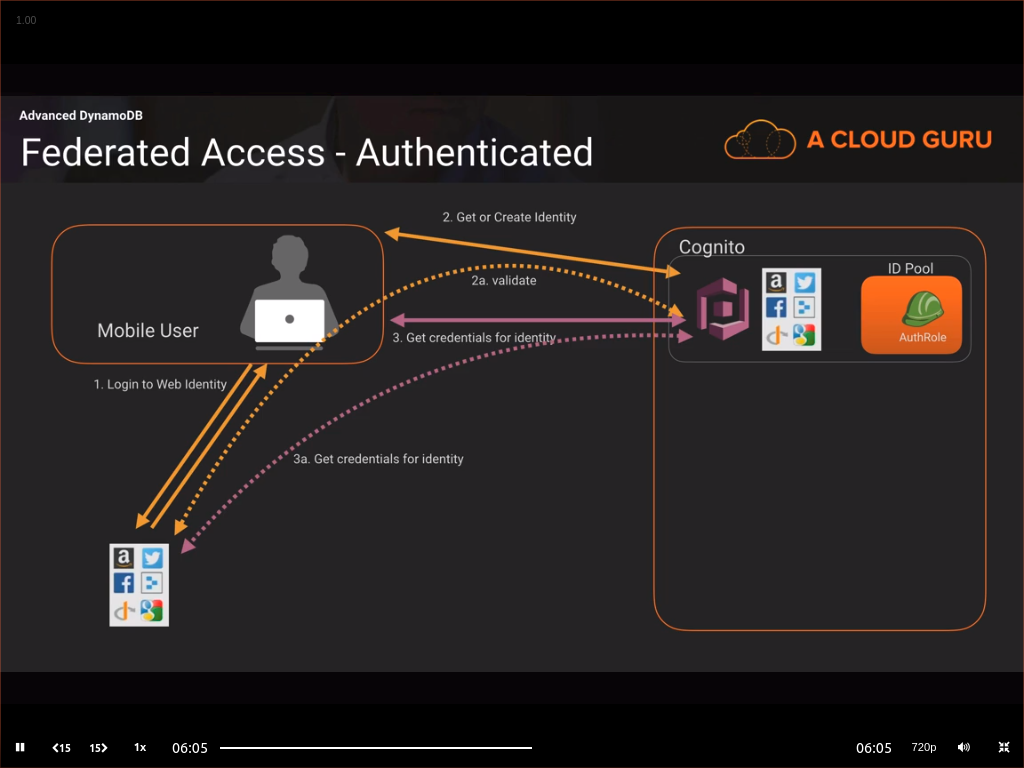 1.00
Advanced DynamoDB
Federated Access - Authenticated
A CLOUD GURU
2. Get or Create Identity
Cognito
ID Pool
2a. validate
Mobile User
3. Get credentials for identity
AuthRole
1. Login to Web Identity
3a. Get credentials for identity
15
15
1x
06:05
06:05
720p